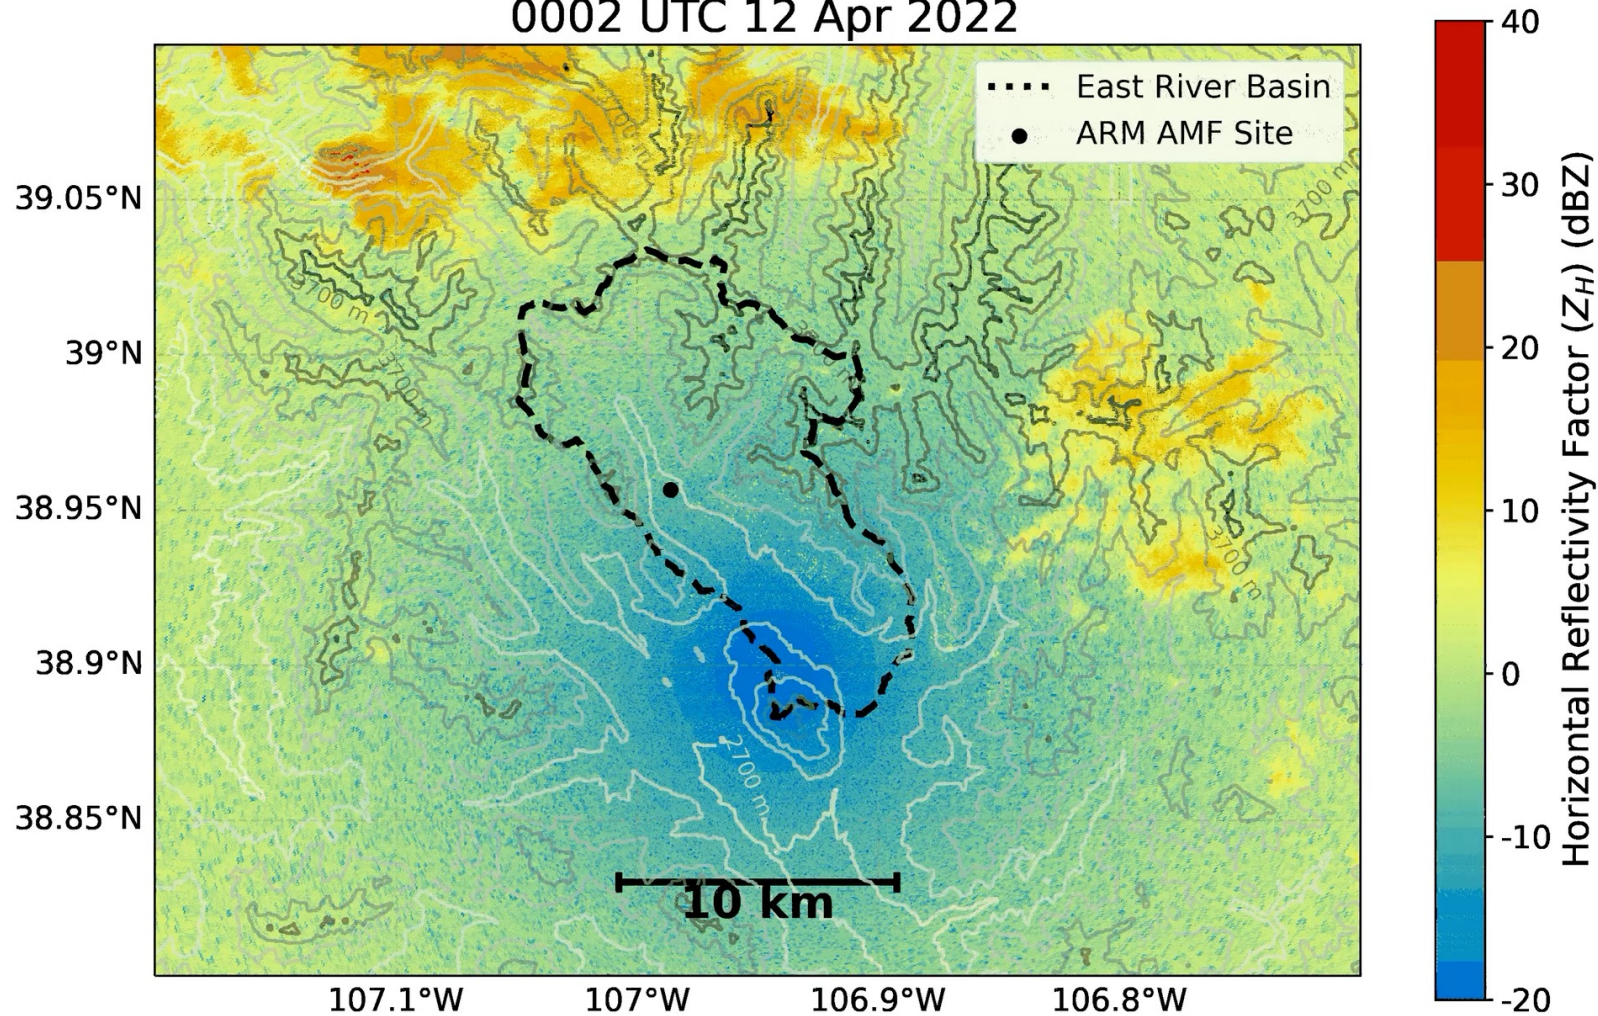 0002 UTC 12 Apr 2022
East River Basin
ARM AMF Site
39.05°N
39°N
38.95°N
38.9°N
38.85°N
3700 m
3700 m
3700 m
3700 m
2700 m
10 km
107.1°W
107°W
106.9°W
106.8°W
40
30
20
10
0
-10
-20
Horizontal Reflectivity Factor (Z_H) (dBZ)